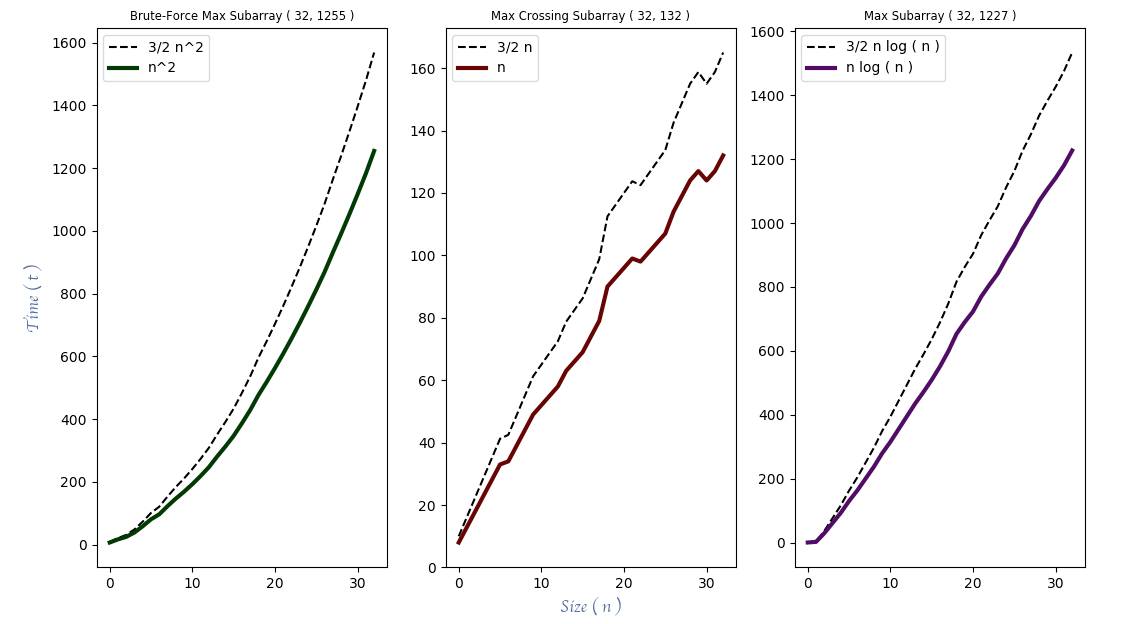 Brute-Force Max Subarray ( 32, 1255 )
3/2 n^2
n^2
1600
1400
1200
1000
800
600
400
200
0
0 10 20 30
Time ( t )
Max Crossing Subarray ( 32, 132 )
3/2 n
n
160
140
120
100
80
60
40
20
0
0 10 20 30
Size ( n )
Max Subarray ( 32, 1227 )
3/2 n log ( n )
n log ( n )
1600
1400
1200
1000
800
600
400
200
0
0 10 20 30